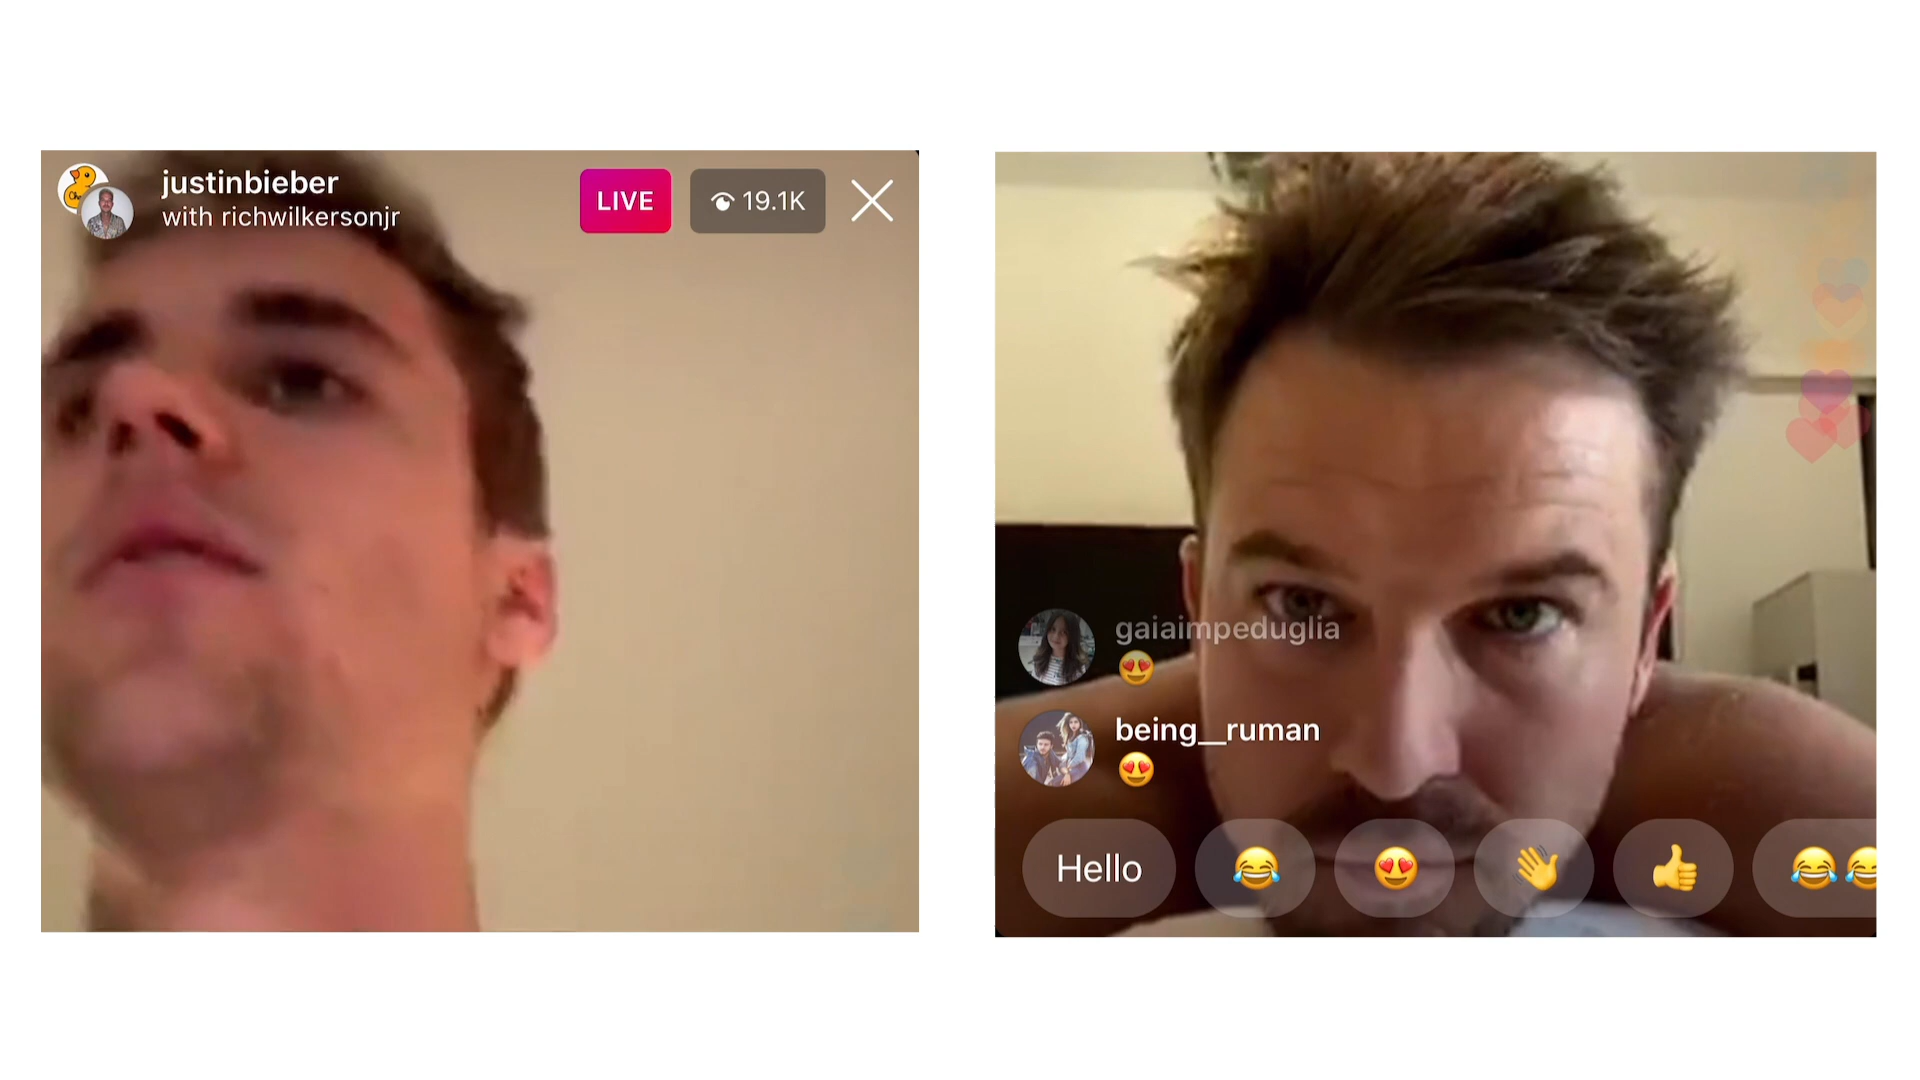 justinbieber
with richwilkersonjr
LIVE
19.1K
gaiaimpeduglia
being__ruman
Hello